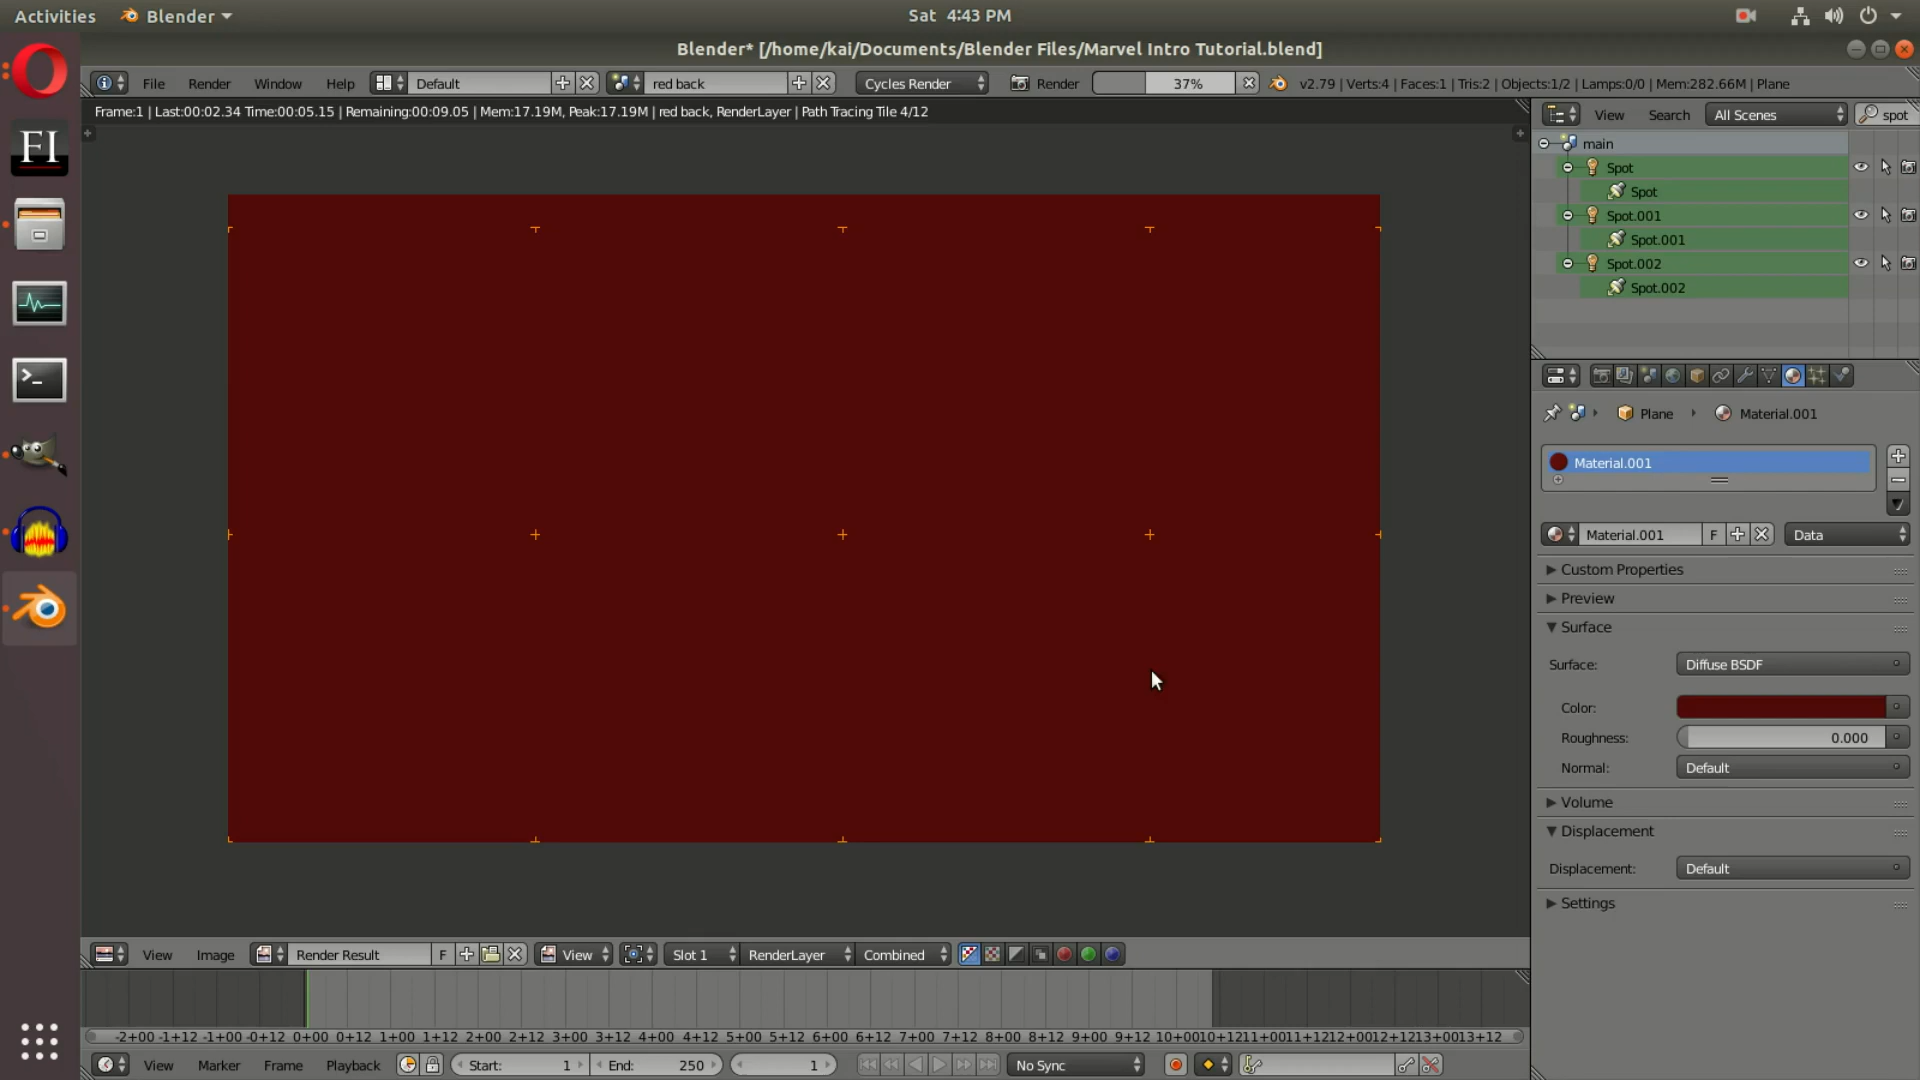 Activities Blender Sat 4:43 PM
Blender* [/home/kai/Documents/Blender Files/Marvel Intro Tutorial.blend]
File Render Window Help Default red back Cycles Render Render 37% v2.79 | Verts:4 | Faces:1 | Tris:2 | Objects:1/2 | Lamps:0/0 | Mem:282.66M | Plane
Frame:1 | Last:00:02.34 Time:00:05.15 | Remaining:00:09.05 | Mem:17.19M, Peak:17.19M | red back, RenderLayer | Path Tracing Tile 4/12
View Search All Scenes spot
main
Spot
Spot
Spot.001
Spot.001
Spot.002
Spot.002
FI
Plane Material.001
Material.001
Material.001 F Data
Custom Properties
Preview
Surface
Surface: Diffuse BSDF
Color:
Roughness: 0.000
Normal: Default
Volume
Displacement
Displacement: Default
Settings
View Image Render Result F View Slot 1 RenderLayer Combined
-2+00 -1+12 -1+00 -0+12 0+00 0+12 1+00 1+12 2+00 2+12 3+00 3+12 4+00 4+12 5+00 5+12 6+00 6+12 7+00 7+12 8+00 8+12 9+00 9+12 10+0010+1211+0011+1212+0012+1213+0013+12
View Marker Frame Playback Start: 1 End: 250 1 No Sync